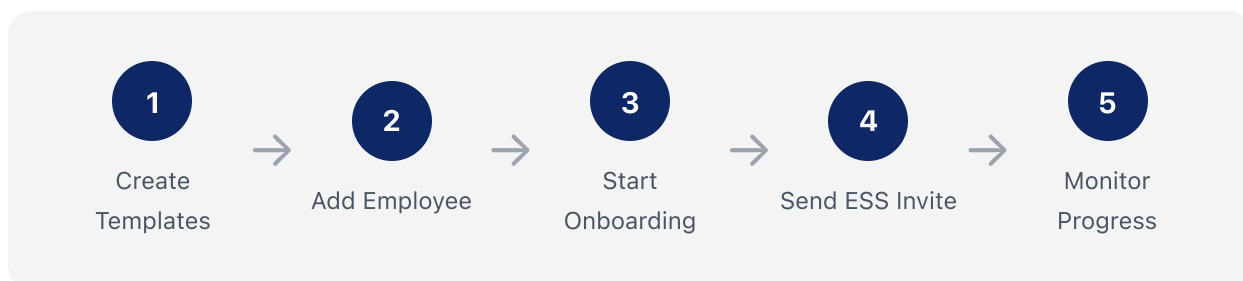 1
Create
Templates
2
Add Employee
3
Start
Onboarding
4
Send ESS Invite
5
Monitor
Progress